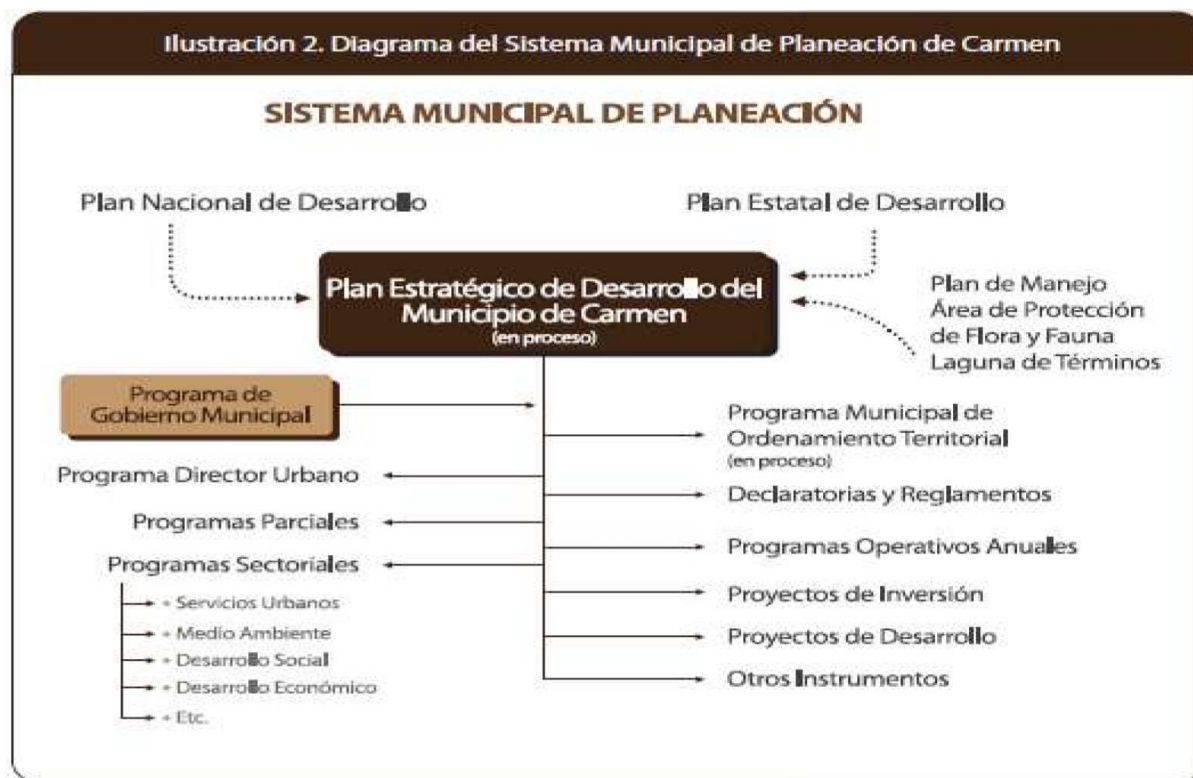 Ilustración 2. Diagrama del Sistema Municipal de Planeación de Carmen
SISTEMA MUNICIPAL DE PLANEACIÓN
Plan Nacional de Desarrollo
Plan Estatal de Desarrollo
Plan Estratégico de Desarrollo del
Municipio de Carmen
(en proceso)
Plan de Manejo
Área de Protección
de Flora y Fauna
Laguna de Términos
Programa de
Gobierno Municipal
Programa Municipal de
Ordenamiento Territorial
(en proceso)
Programa Director Urbano
Declaratorias y Reglamentos
Programas Parciales
Programas Operativos Anuales
Programas Sectoriales
Proyectos de Inversión
Proyectos de Desarrollo
Otros Instrumentos
• Servicios Urbanos
• Medio Ambiente
• Desarrollo Social
• Desarrollo Económico
• Etc.